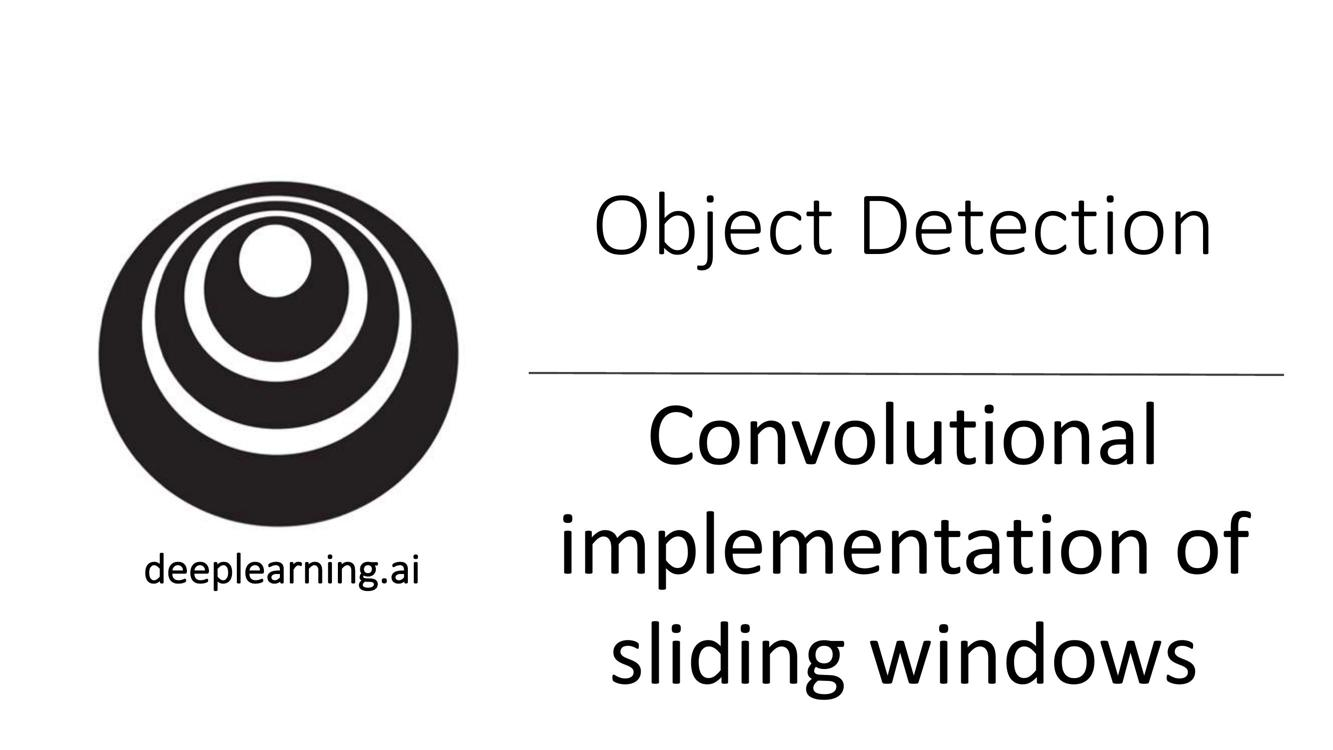 Object Detection
Convolutional
implementation of
sliding windows
deeplearning.ai